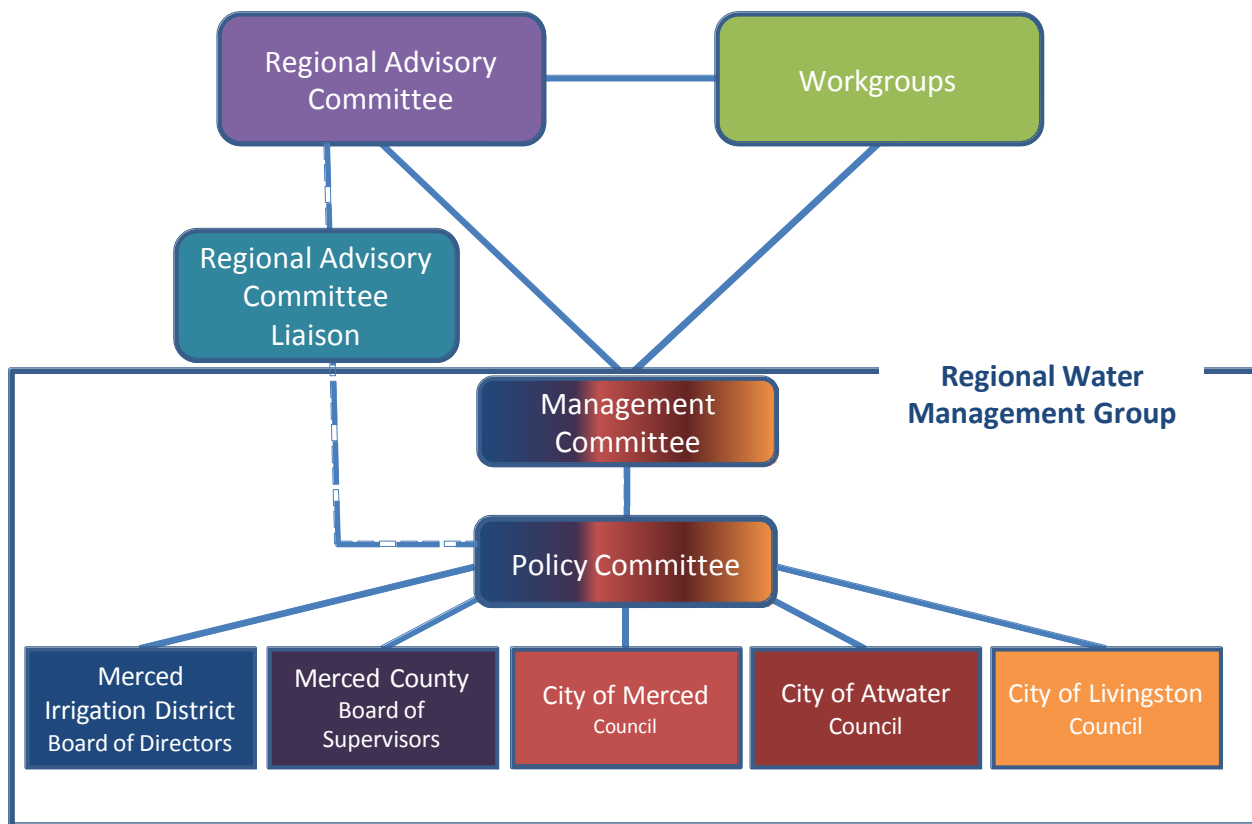 Regional Advisory
Committee
Workgroups
Regional Advisory
Committee
Liaison
Regional Water
Management Group
Management
Committee
Policy Committee
Merced
Irrigation District
Board of Directors
Merced County
Board of
Supervisors
City of Merced
Council
City of Atwater
Council
City of Livingston
Council